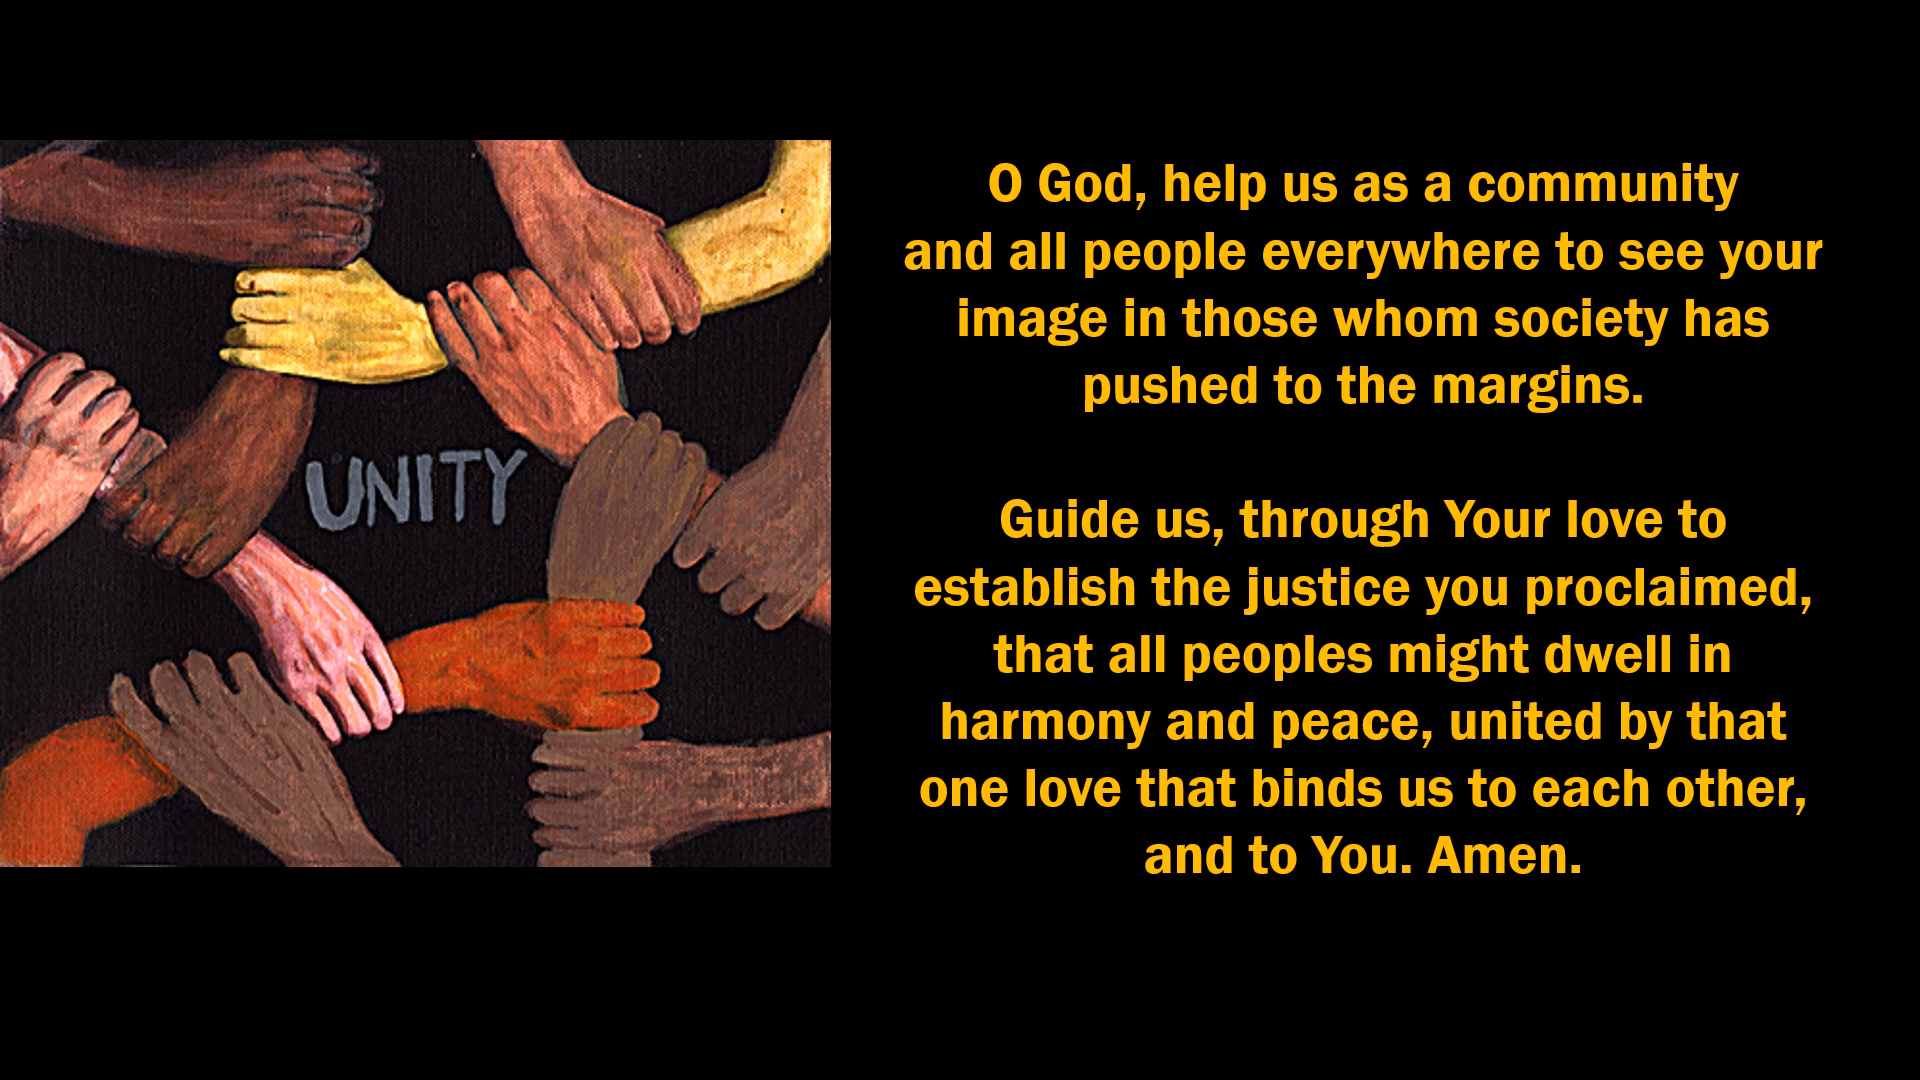 UNITY
O God, help us as a community
and all people everywhere to see your
image in those whom society has
pushed to the margins.
Guide us, through Your love to
establish the justice you proclaimed,
that all peoples might dwell in
harmony and peace, united by that
one love that binds us to each other,
and to You. Amen.